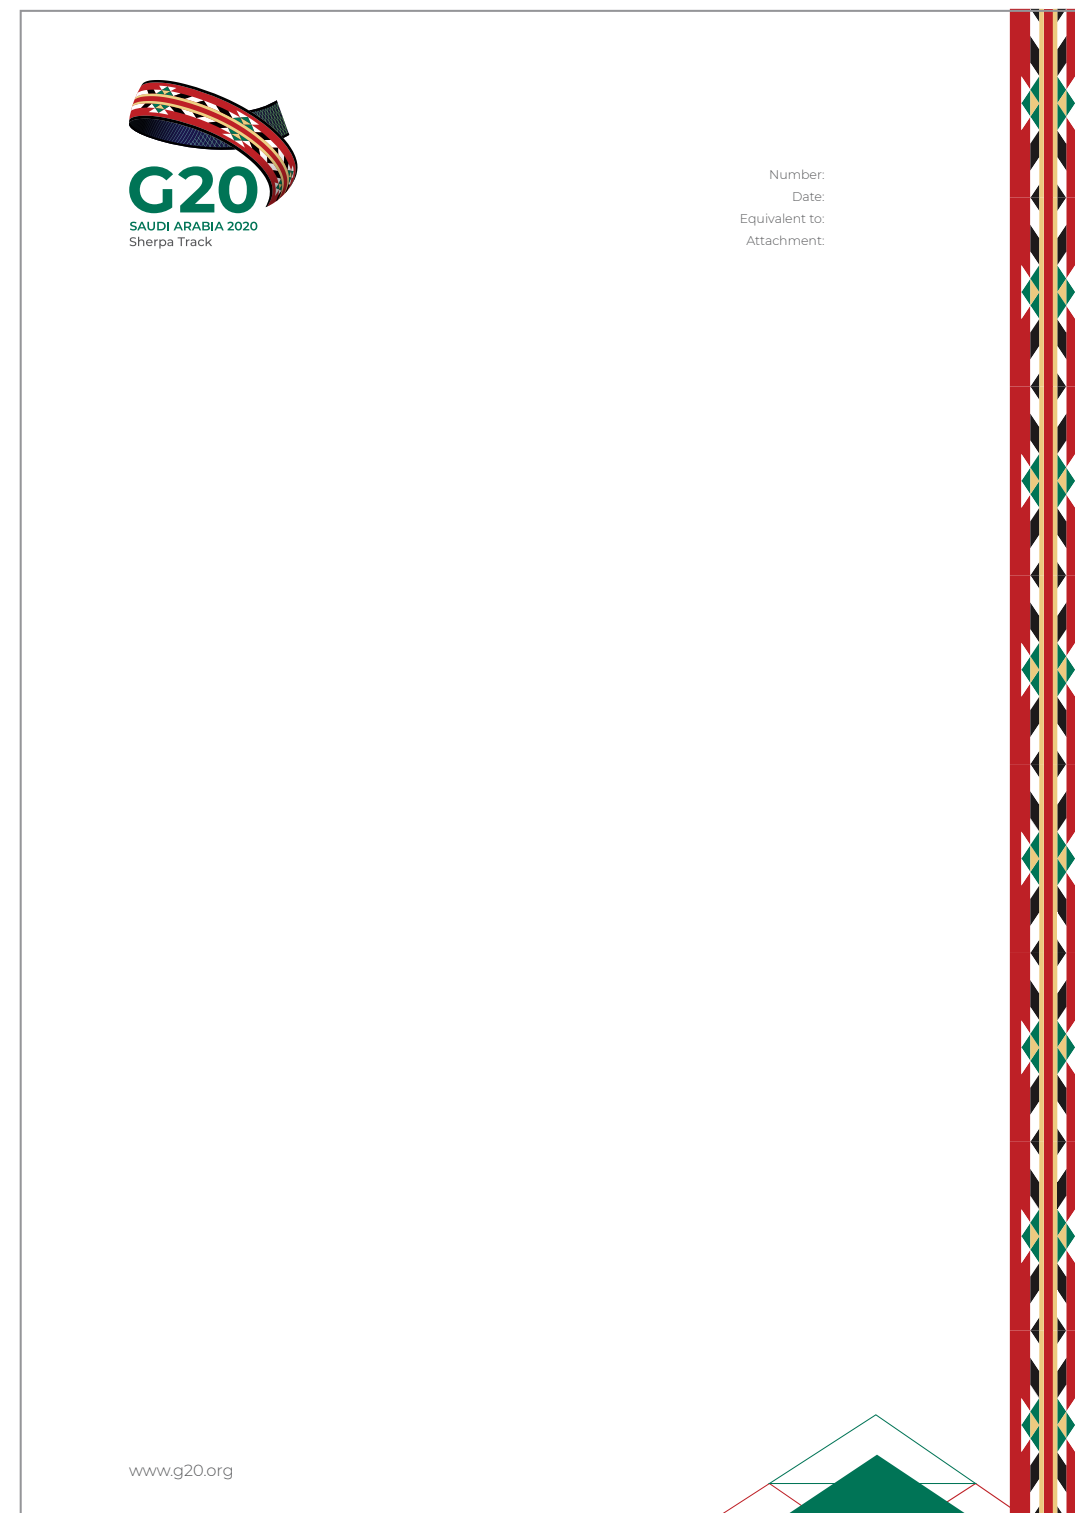 G20
SAUDI ARABIA 2020
Sherpa Track
Number:
Date:
Equivalent to:
Attachment:
www.g20.org